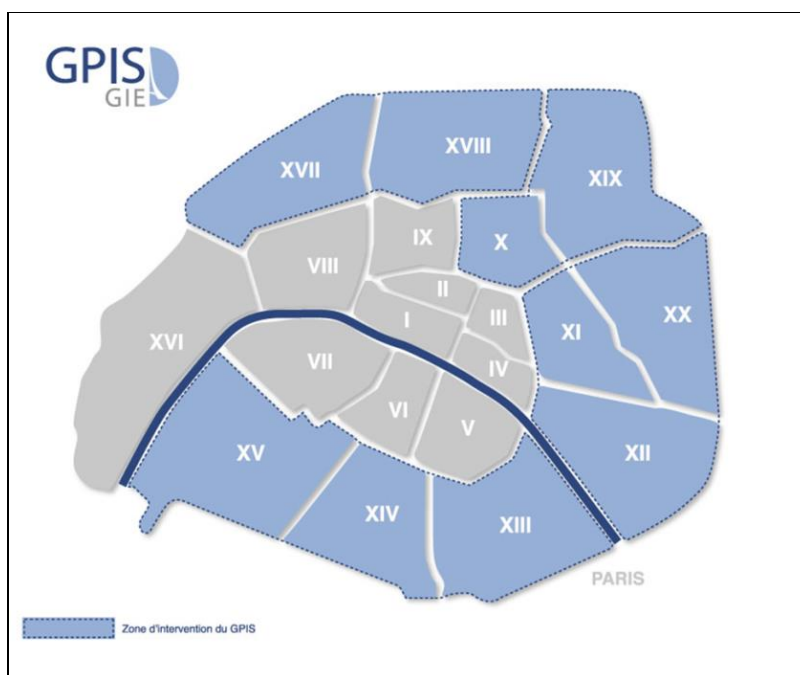 GPIS
GIE
XVII
XVIII
XIX
IX
X
VIII
II
I
III
XI
XX
XVI
VII
IV
VI
V
XV
XII
XIV
XIII
PARIS
Zone d'intervention du GPIS